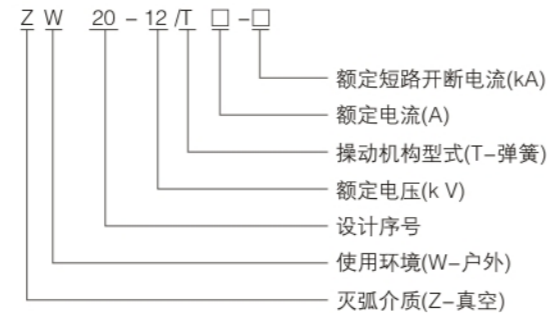 Z W 20-12/T □-□
额定短路开断电流(kA)
额定电流(A)
操动机构型式(T-弹簧)
额定电压(k V)
设计序号
使用环境(W-户外)
灭弧介质(Z-真空)